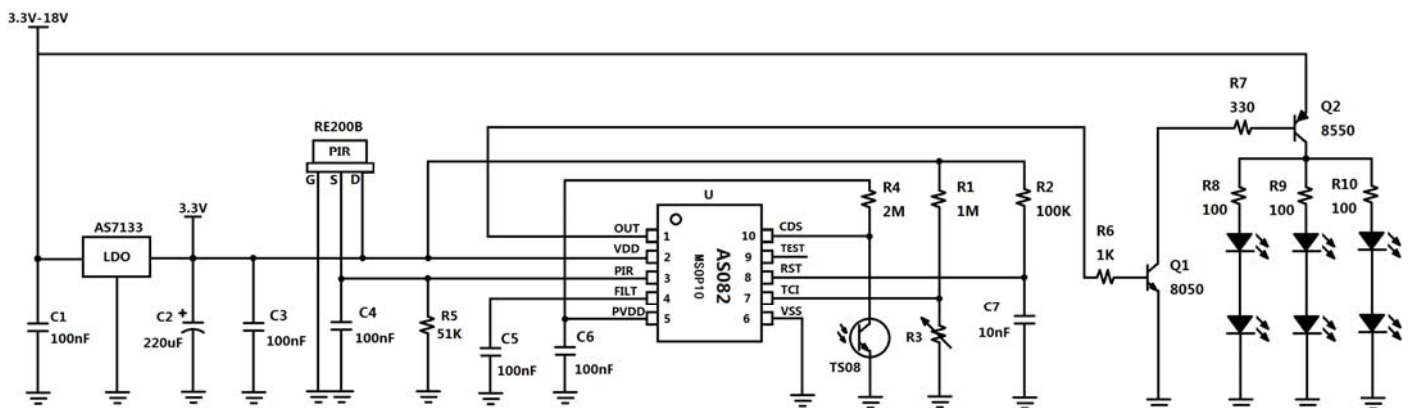 3.3V-18V
R7
330
Q2
8550
RE200B
PIR
G S D
U
R4
2M
R1
1M
R2
100K
R8
100
R9
100
R10
100
3.3V
AS7133
LDO
OUT
1
VDD
2
PIR
3
FILT
4
PVDD
5
AS082
MSOP10
10
CDS
9
TEST
8
RST
7
TCI
6
VSS
R6
1K
Q1
8050
C1
100nF
C2
+
220uF
C3
100nF
C4
100nF
R5
51K
C5
100nF
C6
100nF
TS08
R3
C7
10nF